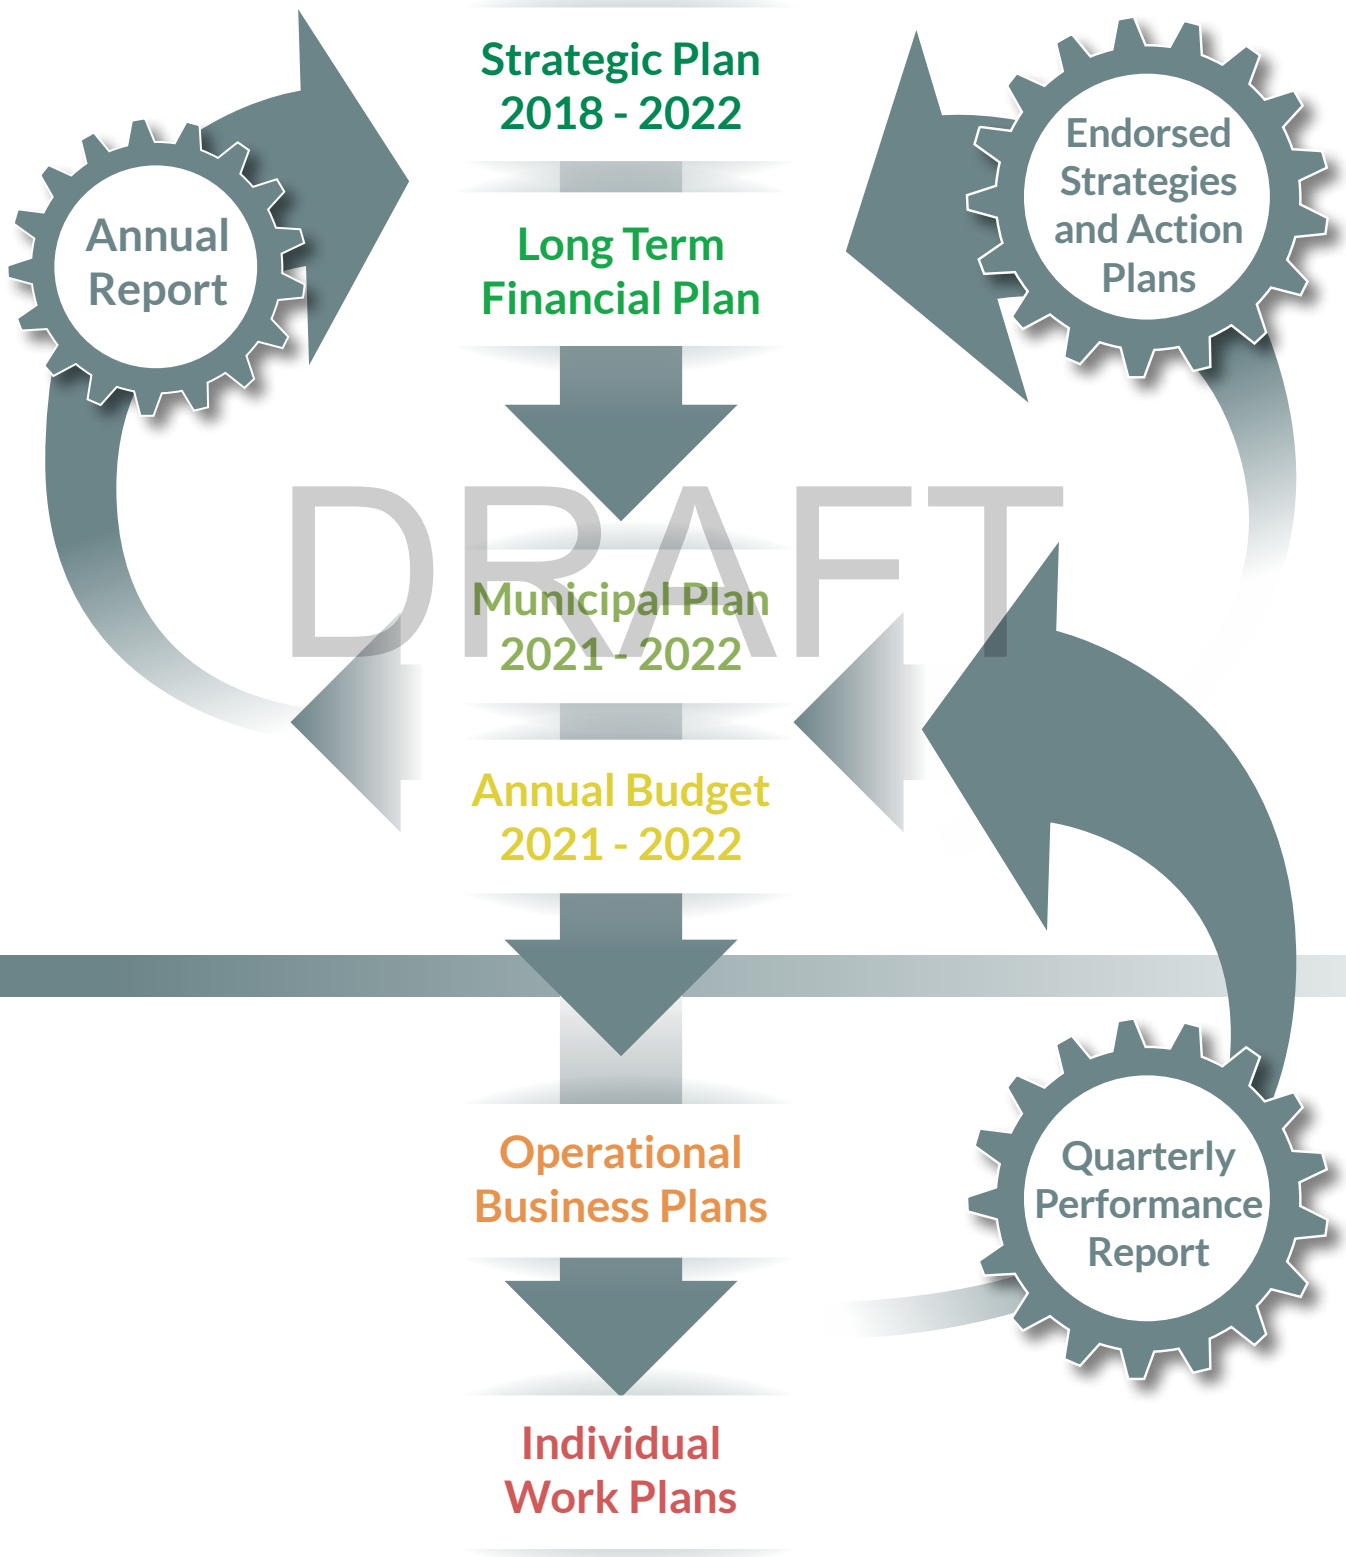 Strategic Plan
2018 - 2022
Annual
Report
Endorsed
Strategies
and Action
Plans
Long Term
Financial Plan
DRAFT
Municipal Plan
2021 - 2022
Annual Budget
2021 - 2022
Operational
Business Plans
Quarterly
Performance
Report
Individual
Work Plans